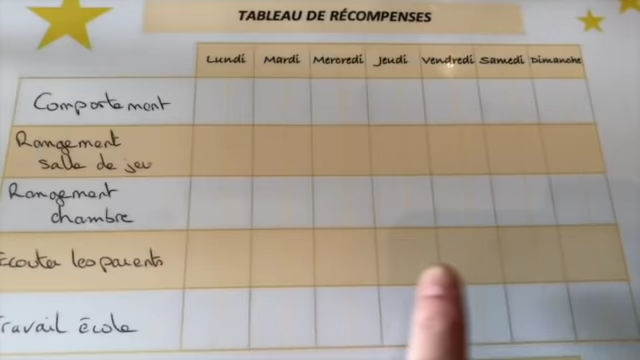 TABLEAU DE RÉCOMPENSES
Lundi Mardi Mercredi Jeudi Vendredi Samedi Dimanche
Comportement
Rangement
salle de jeu
Rangement
chambre
Ecouter les parents
Travail école